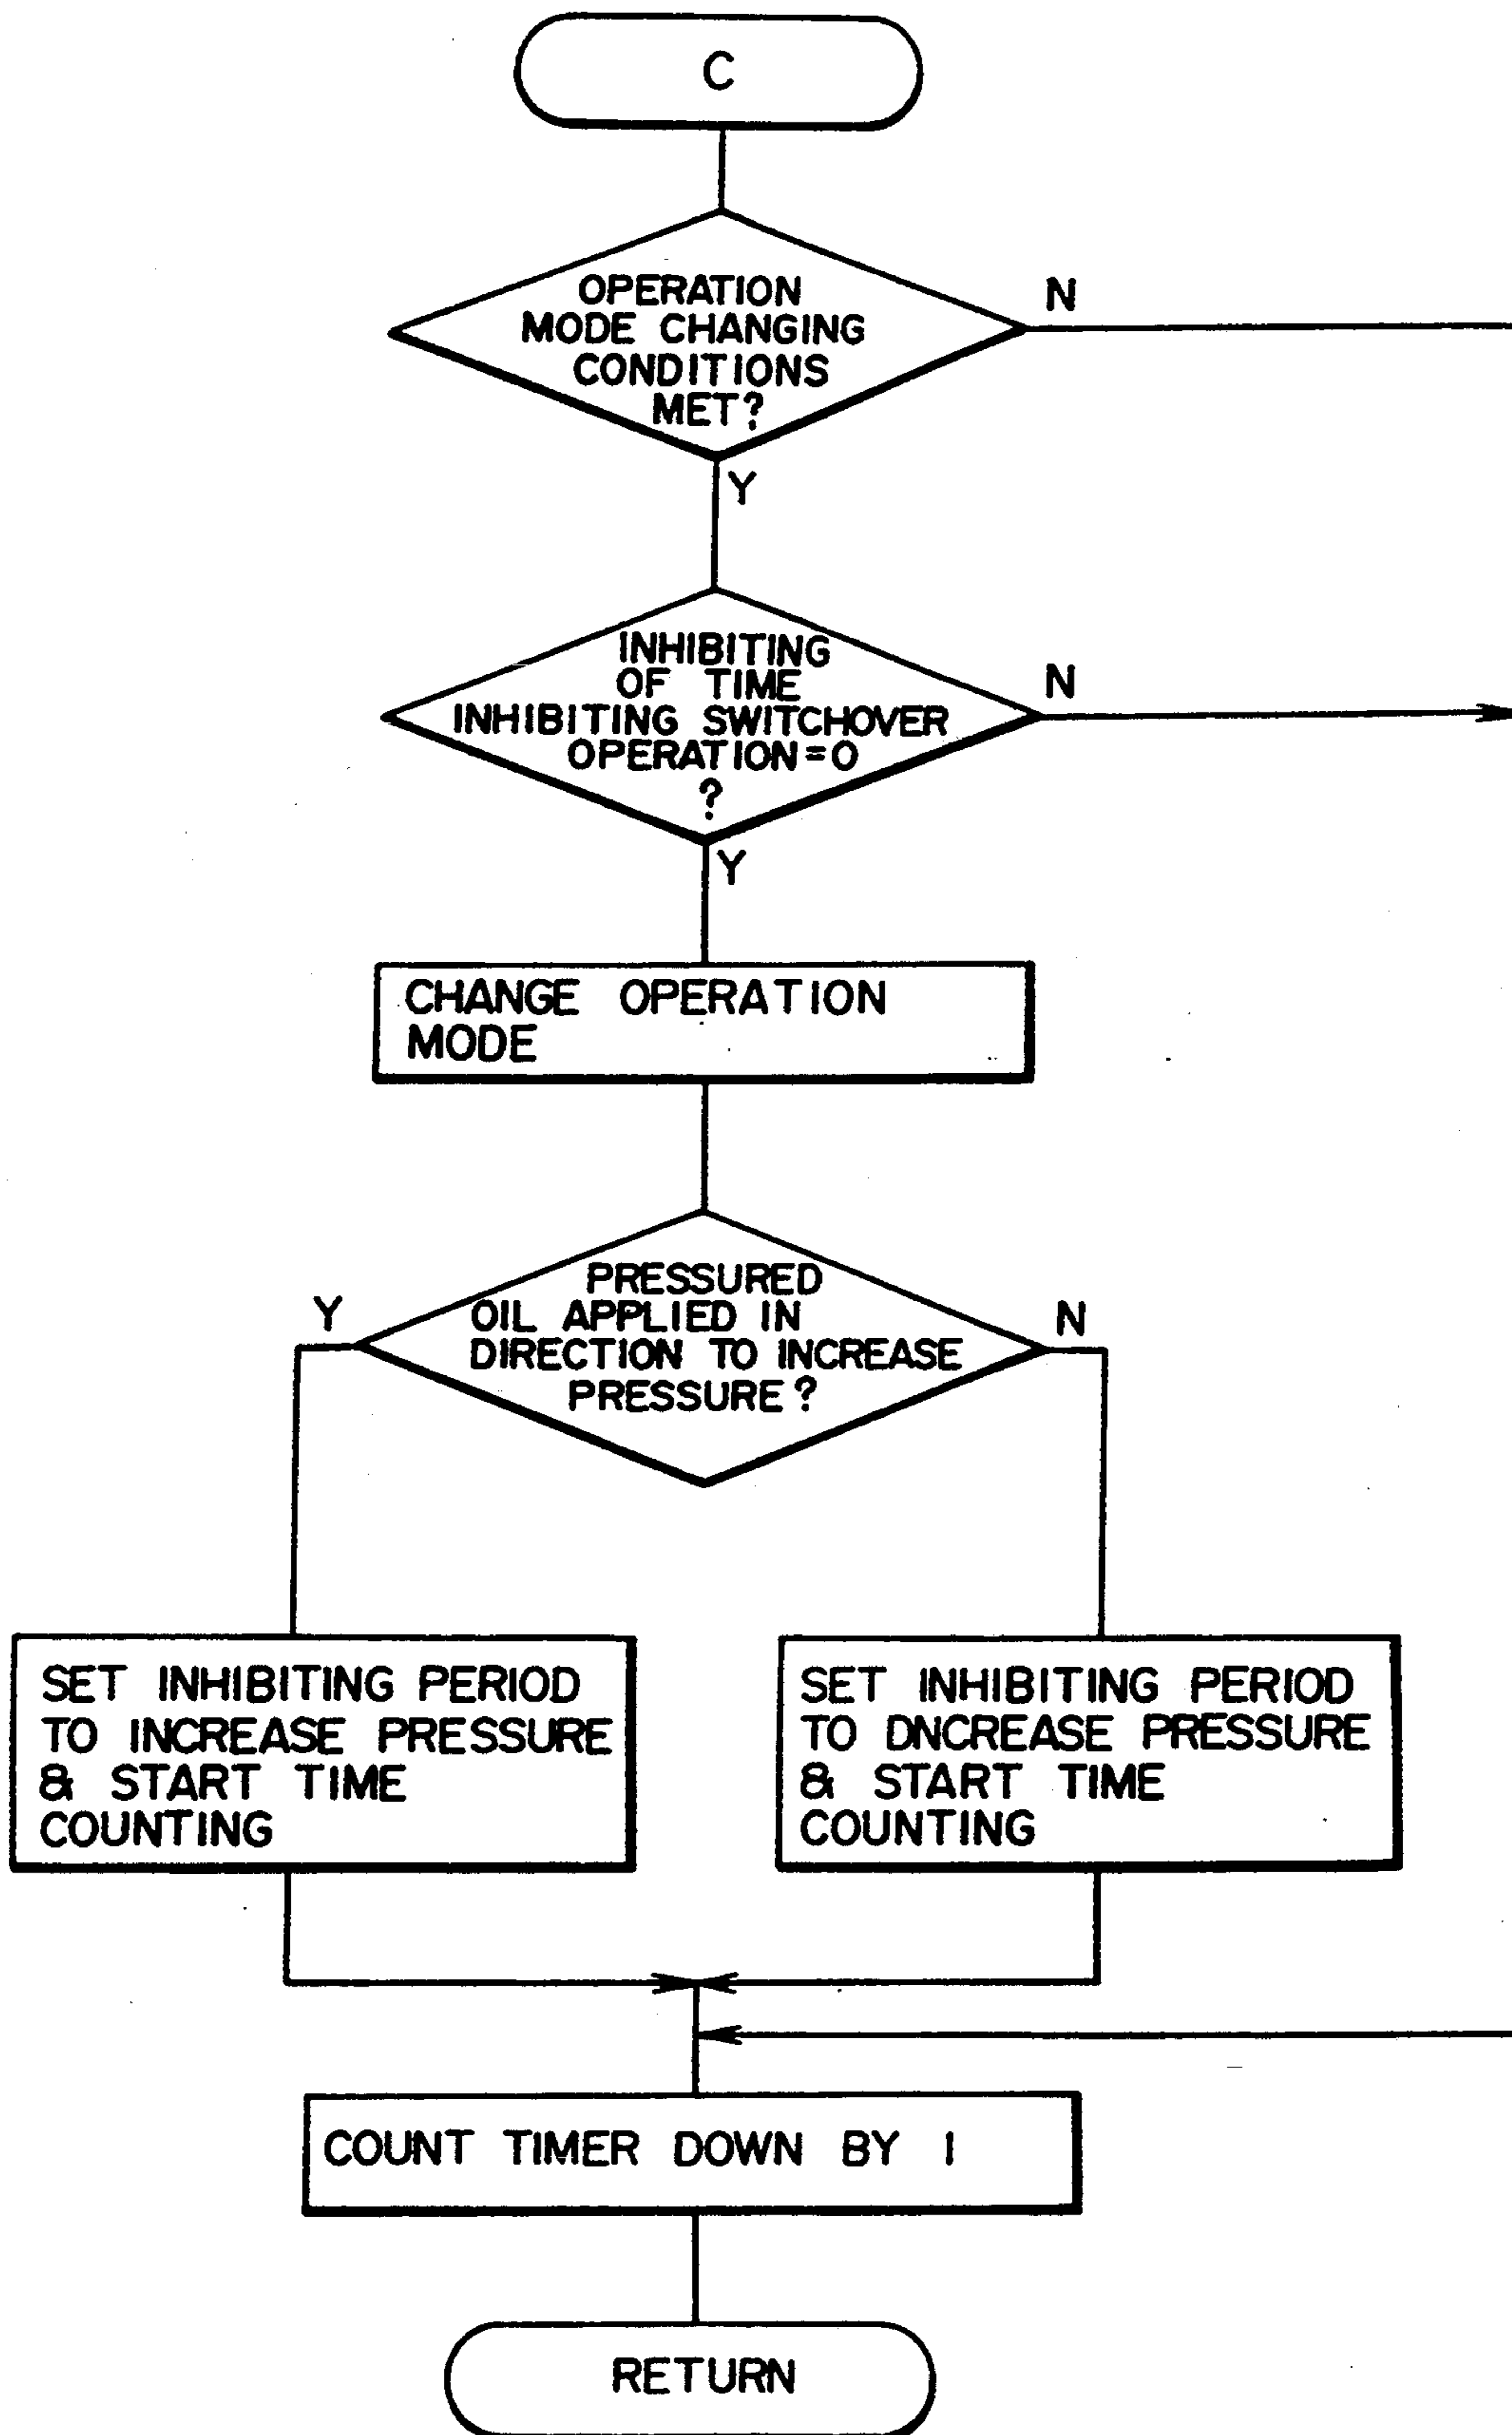 C
OPERATION
MODE CHANGING
CONDITIONS
MET?
N
Y
INHIBITING
OF TIME
INHIBITING SWITCHOVER
OPERATION=0
?
N
Y
CHANGE OPERATION
MODE
PRESSURED
OIL APPLIED IN
DIRECTION TO INCREASE
PRESSURE?
Y
N
SET INHIBITING PERIOD
TO INCREASE PRESSURE
& START TIME
COUNTING
SET INHIBITING PERIOD
TO DNCREASE PRESSURE
& START TIME
COUNTING
COUNT TIMER DOWN BY 1
RETURN